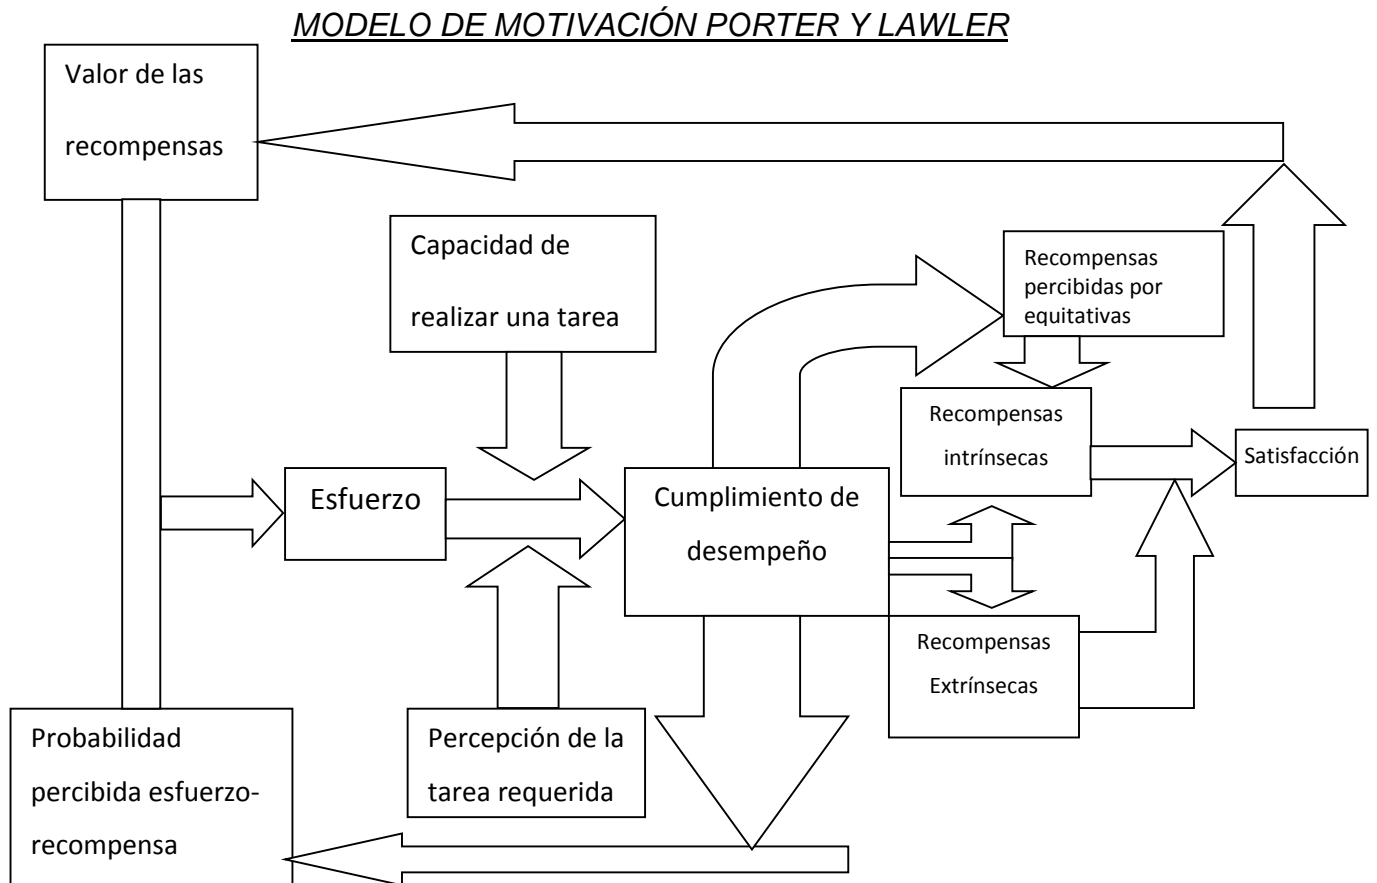 MODELO DE MOTIVACIÓN PORTER Y LAWLER
Valor de las
recompensas
Capacidad de
realizar una tarea
Recompensas
percibidas por
equitativas
Recompensas
intrínsecas
Satisfacción
Esfuerzo
Cumplimiento de
desempeño
Recompensas
Extrínsecas
Probabilidad
percibida esfuerzo-
recompensa
Percepción de la
tarea requerida